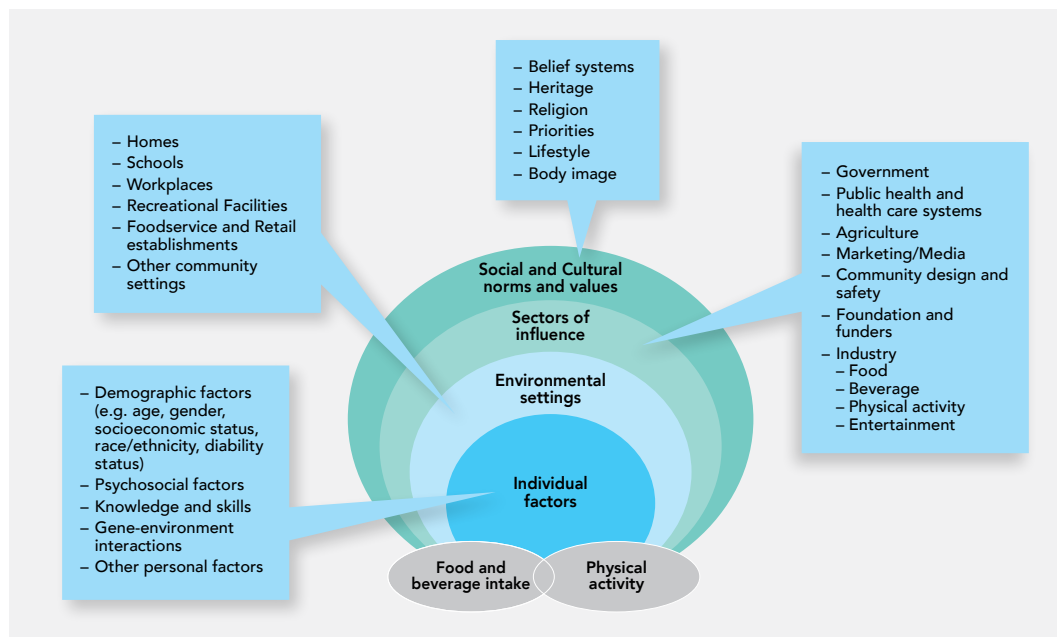 – Belief systems
– Heritage
– Religion
– Priorities
– Lifestyle
– Body image
– Homes
– Schools
– Workplaces
– Recreational Facilities
– Foodservice and Retail
establishments
– Other community
settings
– Government
– Public health and
health care systems
– Agriculture
– Marketing/Media
– Community design and
safety
– Foundation and
funders
– Industry
– Food
– Beverage
– Physical activity
– Entertainment
Social and Cultural
norms and values
Sectors of
influence
Environmental
settings
Individual
factors
– Demographic factors
(e.g. age, gender,
socioeconomic status,
race/ethnicity, diability
status)
– Psychosocial factors
– Knowledge and skills
– Gene-environment
interactions
– Other personal factors
Food and
beverage intake
Physical
activity